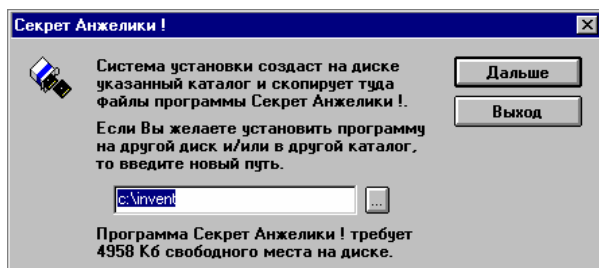 Секрет Анжелики !
Система установки создаст на диске
указанный каталог и скопирует туда
файлы программы Секрет Анжелики !.
Если Вы желаете установить программу
на другой диск и/или в другой каталог,
то введите новый путь.
c:\invent
...
Программа Секрет Анжелики ! требует
4958 Кб свободного места на диске.
Дальше
Выход